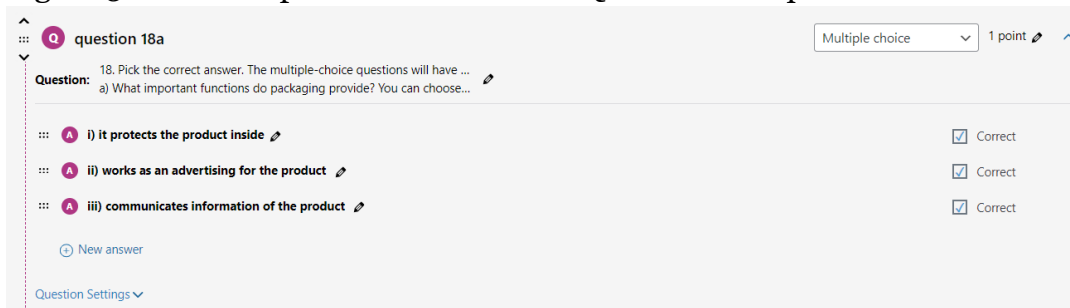 Q question 18a Multiple choice 1 point
Question: 18. Pick the correct answer. The multiple-choice questions will have ...
a) What important functions do packaging provide? You can choose...
A i) it protects the product inside Correct
A ii) works as an advertising for the product Correct
A iii) communicates information of the product Correct
New answer
Question Settings